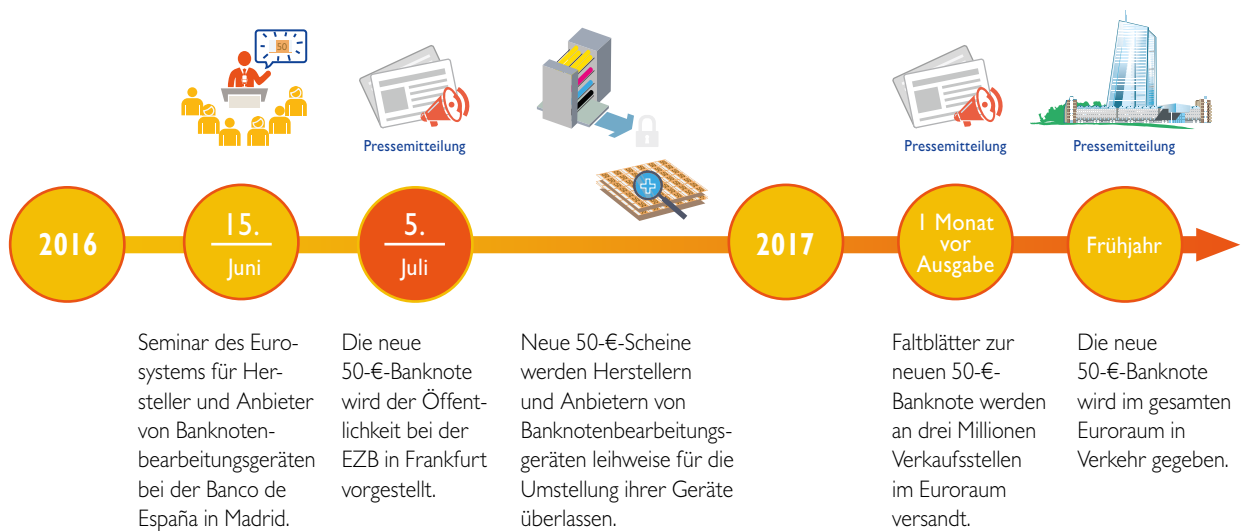 50
Pressemitteilung
Pressemitteilung
Pressemitteilung
2016
15.
Juni
5.
Juli
2017
1 Monat
vor
Ausgabe
Frühjahr
Seminar des Euro-
systems für Her-
steller und Anbieter
von Banknoten-
bearbeitungsgeräten
bei der Banco de
España in Madrid.
Die neue
50-€-Banknote
wird der Öffent-
lichkeit bei der
EZB in Frankfurt
vorgestellt.
Neue 50-€-Scheine
werden Herstellern
und Anbietern von
Banknotenbearbeitungs-
geräten leihweise für die
Umstellung ihrer Geräte
überlassen.
Faltblätter zur
neuen 50-€-
Banknote werden
an drei Millionen
Verkaufsstellen
im Euroraum
versandt.
Die neue
50-€-Banknote
wird im gesamten
Euroraum in
Verkehr gegeben.